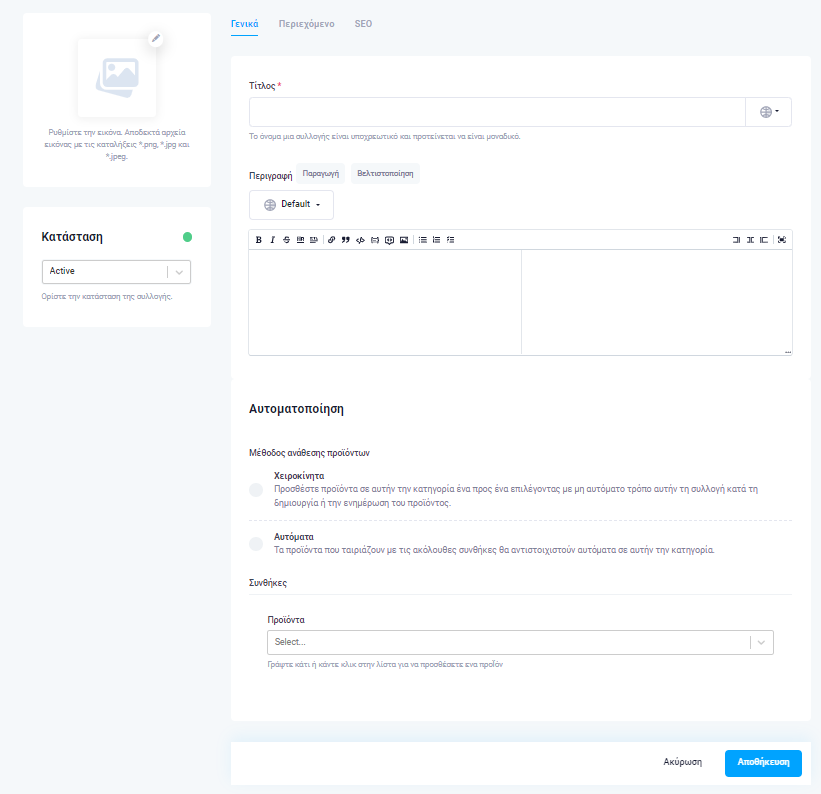 Γενικά Περιεχόμενο SEO
Ρυθμίστε την εικόνα. Αποδεκτά αρχεία
εικόνας με τις καταλήξεις *.png, *.jpg και
*.jpeg.
Κατάσταση
Active
Ορίστε την κατάσταση της συλλογής.
Τίτλος *
Το όνομα μια συλλογής είναι υποχρεωτικό και προτείνεται να είναι μοναδικό.
Περιγραφή Παραγωγή Βελτιστοποίηση
Default
Αυτοματοποίηση
Μέθοδος ανάθεσης προϊόντων
Χειροκίνητα
Προσθέστε προϊόντα σε αυτήν την κατηγορία ένα προς ένα επιλέγοντας με μη αυτόματο τρόπο αυτήν τη συλλογή κατά τη
δημιουργία ή την ενημέρωση του προϊόντος.
Αυτόματα
Τα προϊόντα που ταιριάζουν με τις ακόλουθες συνθήκες θα αντιστοιχιστούν αυτόματα σε αυτήν την κατηγορία.
Συνθήκες
Προϊόντα
Select...
Γράψτε κάτι ή κάντε κλικ στην λίστα για να προσθέσετε ενα προΐόν
Ακύρωση Αποθήκευση